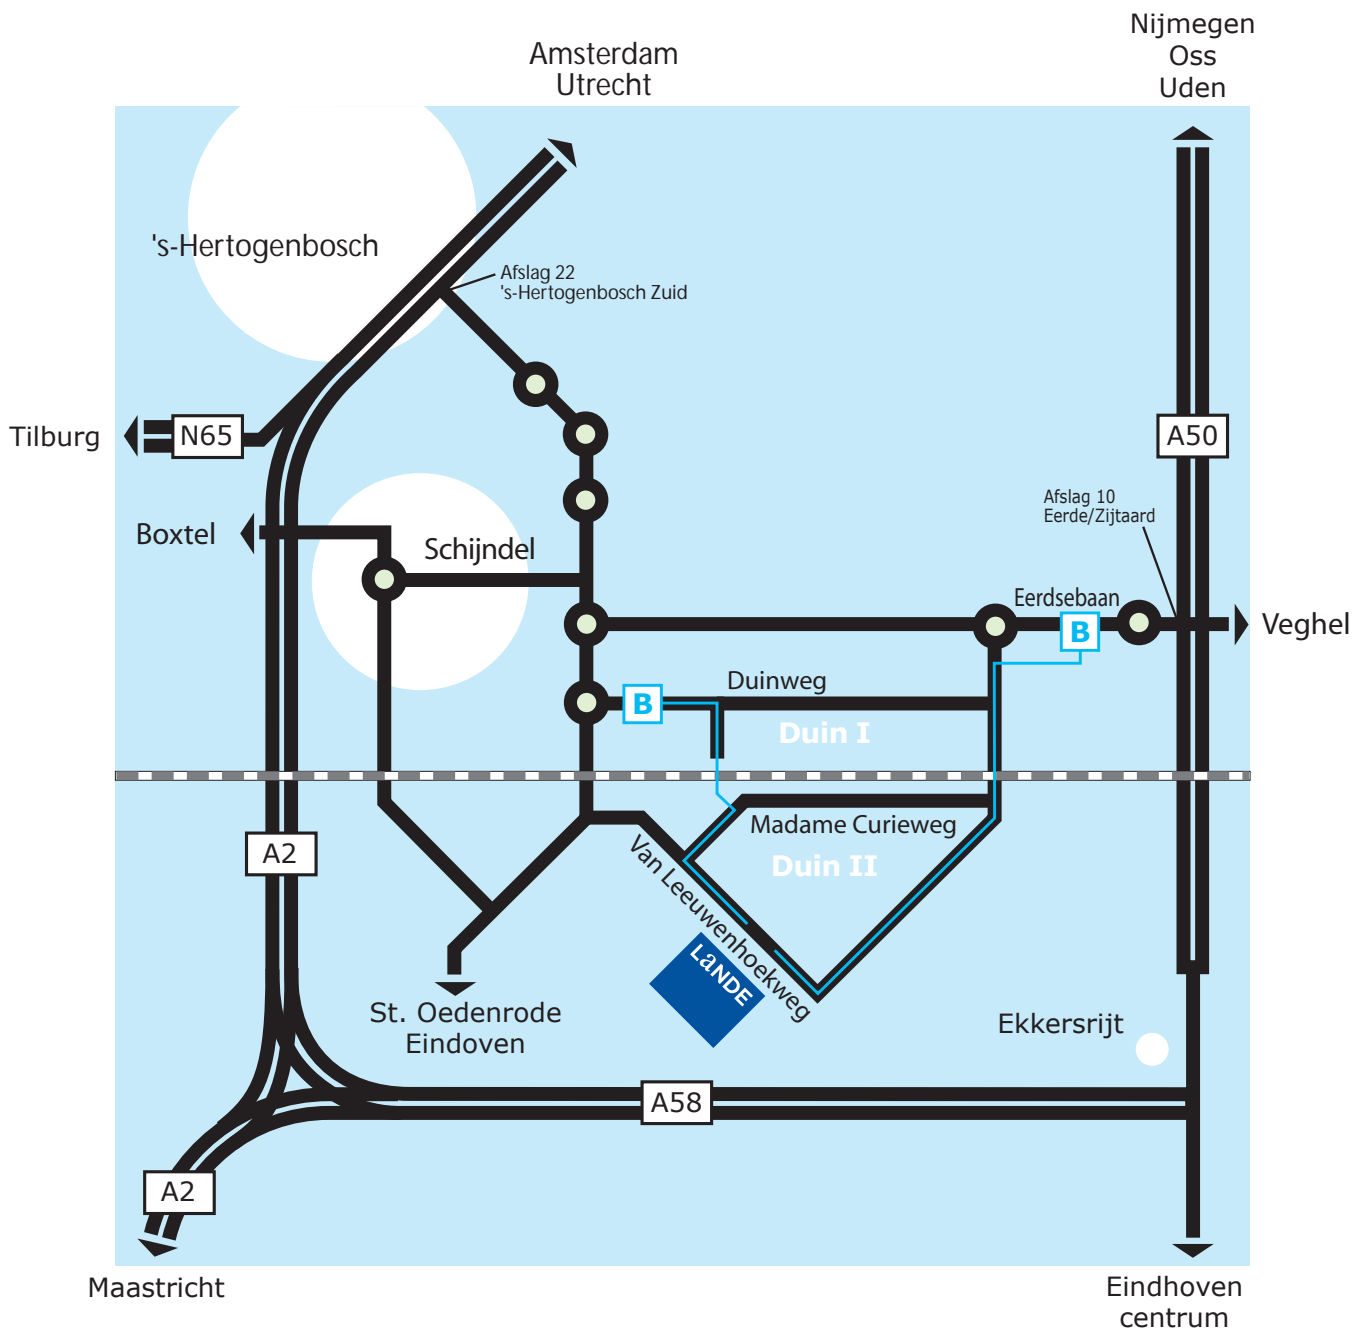 Nijmegen
Oss
Uden
Amsterdam
Utrecht
's-Hertogenbosch
Afslag 22
's-Hertogenbosch Zuid
Tilburg
N65
A50
Boxtel
Schijndel
Afslag 10
Eerde/Zijtaard
Eerdsebaan
B
Veghel
Duinweg
B
Duin I
Madame Curieweg
A2
Duin II
Van Leeuwenhoekweg
LaNDE
St. Oedenrode
Eindoven
Ekkersrijt
A58
A2
Maastricht
Eindhoven
centrum